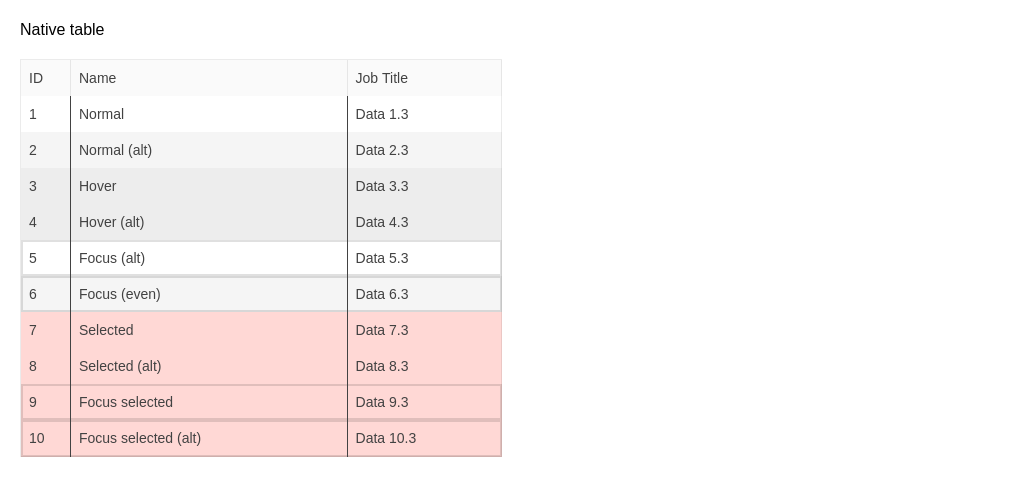 Native table
ID Name Job Title
1 Normal Data 1.3
2 Normal (alt) Data 2.3
3 Hover Data 3.3
4 Hover (alt) Data 4.3
5 Focus (alt) Data 5.3
6 Focus (even) Data 6.3
7 Selected Data 7.3
8 Selected (alt) Data 8.3
9 Focus selected Data 9.3
10 Focus selected (alt) Data 10.3